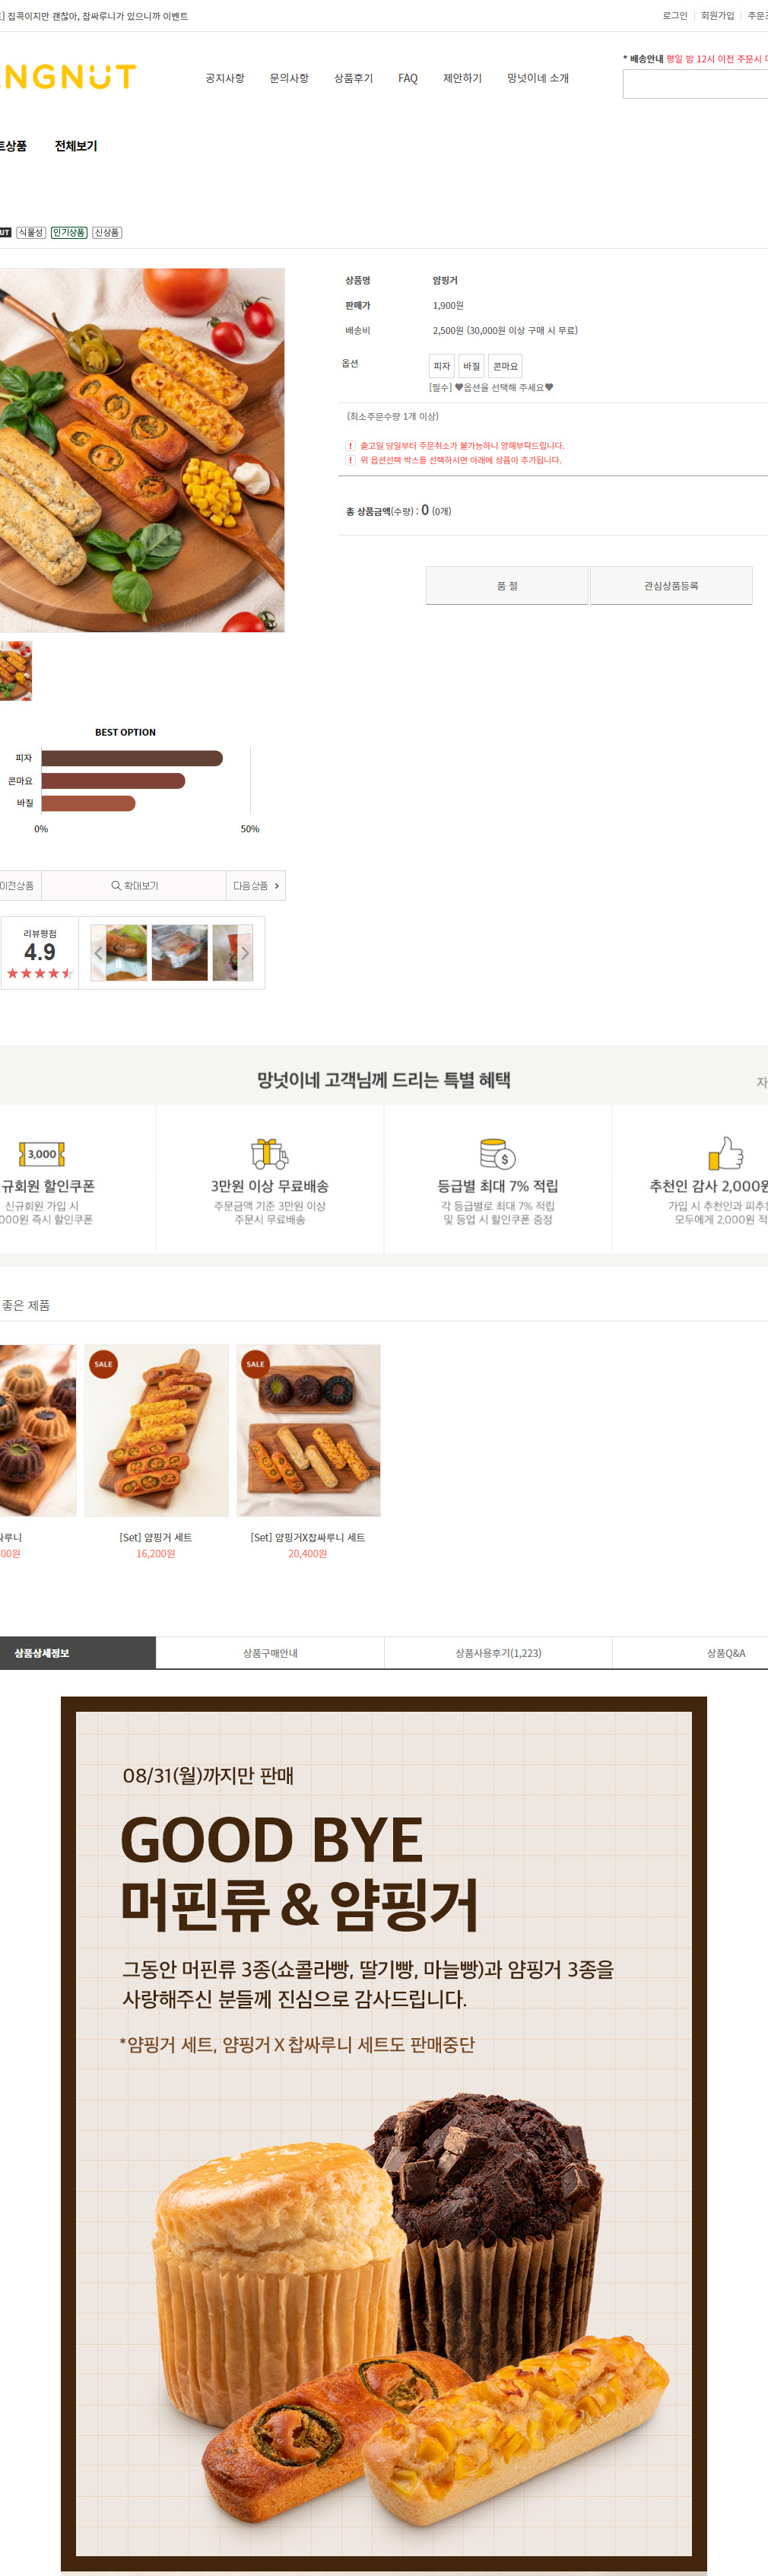 ] 집콕이지만 괜찮아, 찹싸루니가 있으니까 이벤트
로그인 회원가입
NGNUT
공지사항 문의사항 상품후기 FAQ 제안하기 망넛이네 소개
* 배송안내 평일 밤 12시 이전 주문시
트상품 전체보기
UT 식물성 인기상품 신상품
상품명 얌핑거
판매가 1,900원
배송비 2,500원 (30,000원 이상 구매 시 무료)
옵션 피자 바질 콘마요
[필수] ♥옵션을 선택해 주세요♥
(최소주문수량 1개 이상)
! 출고일 당일부터 주문취소가 불가능하니 양해부탁드립니다.
! 위 옵션선택 박스를 선택하시면 아래에 상품이 추가됩니다.
총 상품금액(수량) : 0 (0개)
품 절 관심상품등록
BEST OPTION
피자
콘마요
바질
0% 50%
이전상품 확대보기 다음상품 >
리뷰평점
4.9
망넛이네 고객님께 드리는 특별 혜택
자
3,000
규회원 할인쿠폰 3만원 이상 무료배송 등급별 최대 7% 적립 추천인 감사 2,000원
신규회원 가입 시 주문금액 기준 3만원 이상 각 등급별로 최대 7% 적립 가입 시 추천인과 피추
000원 즉시 할인쿠폰 주문시 무료배송 및 등업 시 할인쿠폰 증정 모두에게 2,000원 적
좋은 제품
SALE SALE
싸루니 [Set] 얌핑거 세트 [Set] 얌핑거X찹싸루니 세트
00원 16,200원 20,400원
상품상세정보 상품구매안내 상품사용후기(1,223) 상품Q&A
08/31(월)까지만 판매
GOOD BYE
머핀류 & 얌핑거
그동안 머핀류 3종(쇼콜라빵, 딸기빵, 마늘빵)과 얌핑거 3종을
사랑해주신 분들께 진심으로 감사드립니다.
*얌핑거 세트, 얌핑거 X 찹싸루니 세트도 판매중단